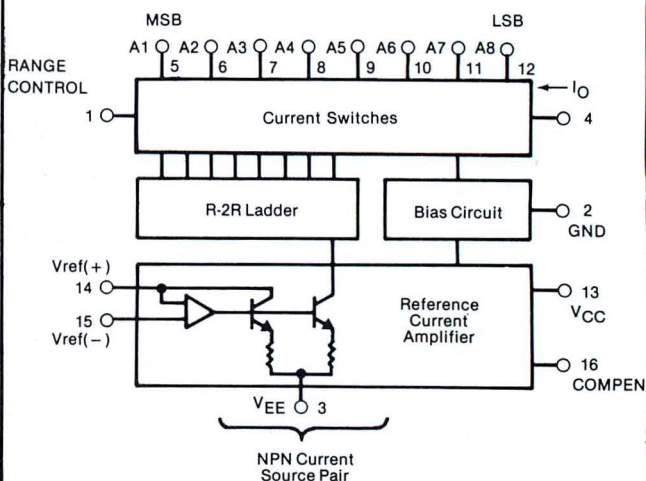 MSB LSB
A1 A2 A3 A4 A5 A6 A7 A8
5 6 7 8 9 10 11 12
RANGE
CONTROL
1
IO
4
Current Switches
R-2R Ladder
Bias Circuit
2
GND
Vref(+)
14
15
Vref(-)
Reference
Current
Amplifier
13
VCC
16
COMPEN
VEE 3
NPN Current
Source Pair